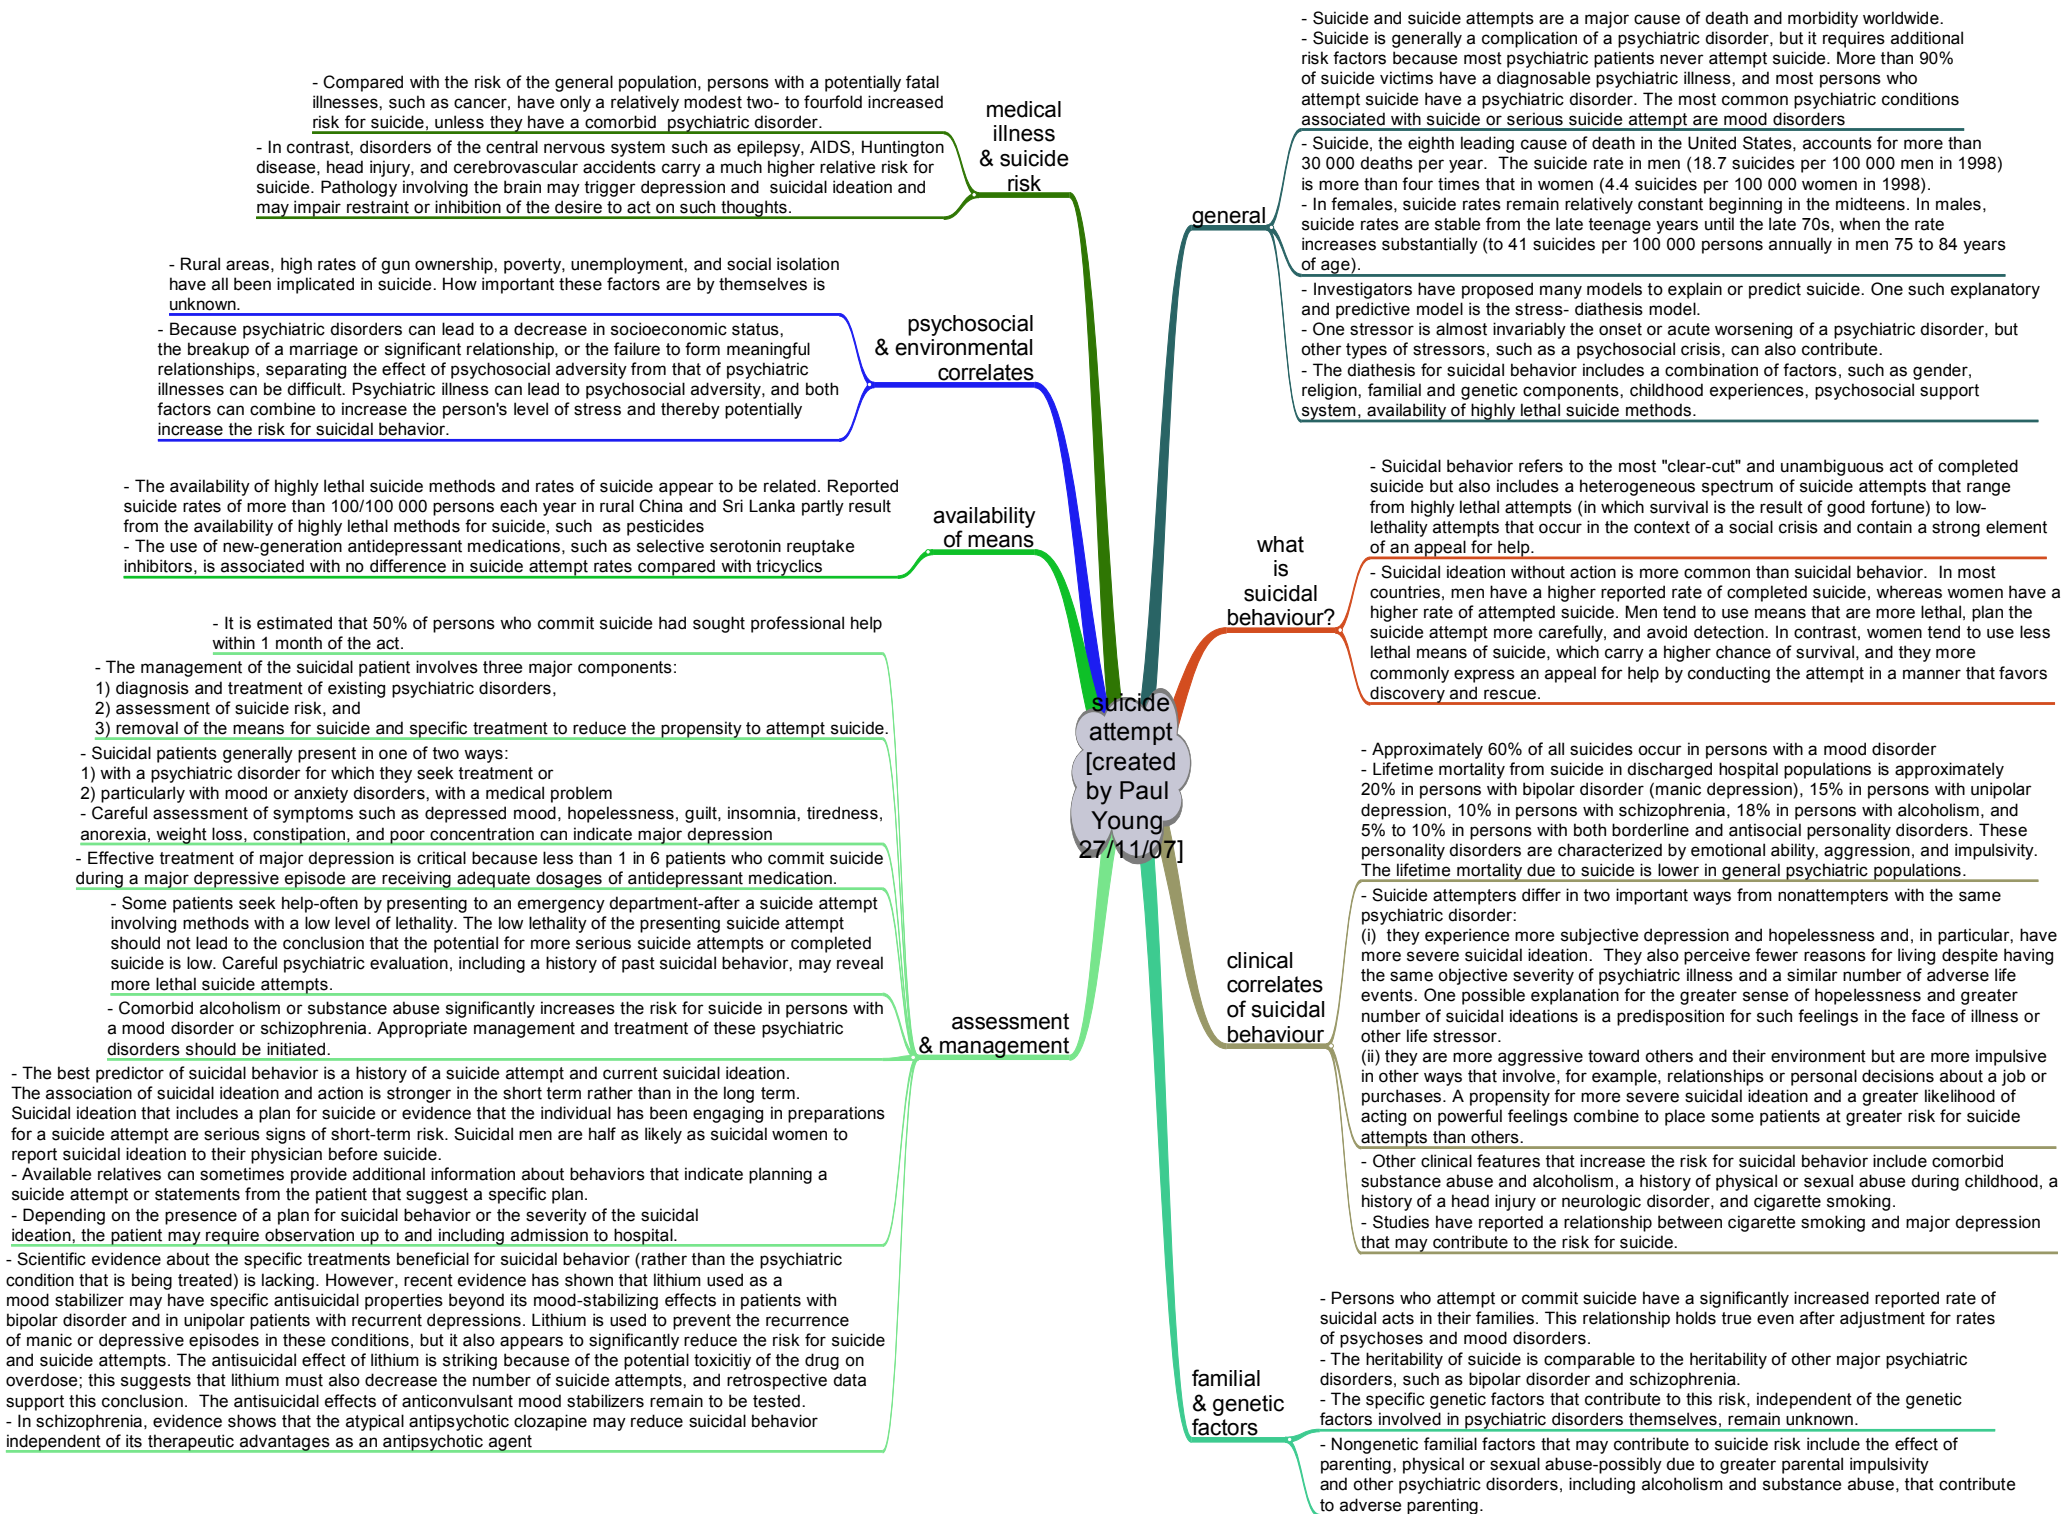 suicide
attempt
[created
by Paul
Young
27/11/07]
general
- Suicide and suicide attempts are a major cause of death and morbidity worldwide.
- Suicide is generally a complication of a psychiatric disorder, but it requires additional
risk factors because most psychiatric patients never attempt suicide. More than 90%
of suicide victims have a diagnosable psychiatric illness, and most persons who
attempt suicide have a psychiatric disorder. The most common psychiatric conditions
associated with suicide or serious suicide attempt are mood disorders
- Suicide, the eighth leading cause of death in the United States, accounts for more than
30 000 deaths per year.  The suicide rate in men (18.7 suicides per 100 000 men in 1998)
is more than four times that in women (4.4 suicides per 100 000 women in 1998).
- In females, suicide rates remain relatively constant beginning in the midteens. In males,
suicide rates are stable from the late teenage years until the late 70s, when the rate
increases substantially (to 41 suicides per 100 000 persons annually in men 75 to 84 years
of age).
- Investigators have proposed many models to explain or predict suicide. One such explanatory
and predictive model is the stress- diathesis model.
- One stressor is almost invariably the onset or acute worsening of a psychiatric disorder, but
other types of stressors, such as a psychosocial crisis, can also contribute.
- The diathesis for suicidal behavior includes a combination of factors, such as gender,
religion, familial and genetic components, childhood experiences, psychosocial support
system, availability of highly lethal suicide methods.
what
is
suicidal
behaviour?
- Suicidal behavior refers to the most "clear-cut" and unambiguous act of completed
suicide but also includes a heterogeneous spectrum of suicide attempts that range
from highly lethal attempts (in which survival is the result of good fortune) to low-
lethality attempts that occur in the context of a social crisis and contain a strong element
of an appeal for help.
- Suicidal ideation without action is more common than suicidal behavior.  In most
countries, men have a higher reported rate of completed suicide, whereas women have a
higher rate of attempted suicide. Men tend to use means that are more lethal, plan the
suicide attempt more carefully, and avoid detection. In contrast, women tend to use less
lethal means of suicide, which carry a higher chance of survival, and they more
commonly express an appeal for help by conducting the attempt in a manner that favors
discovery and rescue.
clinical
correlates
of suicidal
behaviour
- Approximately 60% of all suicides occur in persons with a mood disorder
- Lifetime mortality from suicide in discharged hospital populations is approximately
20% in persons with bipolar disorder (manic depression), 15% in persons with unipolar
depression, 10% in persons with schizophrenia, 18% in persons with alcoholism, and
5% to 10% in persons with both borderline and antisocial personality disorders. These
personality disorders are characterized by emotional ability, aggression, and impulsivity.
The lifetime mortality due to suicide is lower in general psychiatric populations.
- Suicide attempters differ in two important ways from nonattempters with the same
psychiatric disorder:
(i)  they experience more subjective depression and hopelessness and, in particular, have
more severe suicidal ideation.  They also perceive fewer reasons for living despite having
the same objective severity of psychiatric illness and a similar number of adverse life
events. One possible explanation for the greater sense of hopelessness and greater
number of suicidal ideations is a predisposition for such feelings in the face of illness or
other life stressor.
(ii) they are more aggressive toward others and their environment but are more impulsive
in other ways that involve, for example, relationships or personal decisions about a job or
purchases. A propensity for more severe suicidal ideation and a greater likelihood of
acting on powerful feelings combine to place some patients at greater risk for suicide
attempts than others.
- Other clinical features that increase the risk for suicidal behavior include comorbid
substance abuse and alcoholism, a history of physical or sexual abuse during childhood, a
history of a head injury or neurologic disorder, and cigarette smoking.
- Studies have reported a relationship between cigarette smoking and major depression
that may contribute to the risk for suicide.
familial
& genetic
factors
- Persons who attempt or commit suicide have a significantly increased reported rate of
suicidal acts in their families. This relationship holds true even after adjustment for rates
of psychoses and mood disorders.
- The heritability of suicide is comparable to the heritability of other major psychiatric
disorders, such as bipolar disorder and schizophrenia.
- The specific genetic factors that contribute to this risk, independent of the genetic
factors involved in psychiatric disorders themselves, remain unknown.
- Nongenetic familial factors that may contribute to suicide risk include the effect of
parenting, physical or sexual abuse-possibly due to greater parental impulsivity
and other psychiatric disorders, including alcoholism and substance abuse, that contribute
to adverse parenting.
medical
illness
& suicide
risk
- Compared with the risk of the general population, persons with a potentially fatal
illnesses, such as cancer, have only a relatively modest two- to fourfold increased
risk for suicide, unless they have a comorbid  psychiatric disorder.
- In contrast, disorders of the central nervous system such as epilepsy, AIDS, Huntington
disease, head injury, and cerebrovascular accidents carry a much higher relative risk for
suicide. Pathology involving the brain may trigger depression and  suicidal ideation and
may impair restraint or inhibition of the desire to act on such thoughts.
psychosocial
& environmental
correlates
- Rural areas, high rates of gun ownership, poverty, unemployment, and social isolation
have all been implicated in suicide. How important these factors are by themselves is
unknown.
- Because psychiatric disorders can lead to a decrease in socioeconomic status,
the breakup of a marriage or significant relationship, or the failure to form meaningful
relationships, separating the effect of psychosocial adversity from that of psychiatric
illnesses can be difficult. Psychiatric illness can lead to psychosocial adversity, and both
factors can combine to increase the person's level of stress and thereby potentially
increase the risk for suicidal behavior.
availability
of means
- The availability of highly lethal suicide methods and rates of suicide appear to be related. Reported
suicide rates of more than 100/100 000 persons each year in rural China and Sri Lanka partly result
from the availability of highly lethal methods for suicide, such  as pesticides
- The use of new-generation antidepressant medications, such as selective serotonin reuptake
inhibitors, is associated with no difference in suicide attempt rates compared with tricyclics
assessment
& management
- It is estimated that 50% of persons who commit suicide had sought professional help
within 1 month of the act.
- The management of the suicidal patient involves three major components:
1) diagnosis and treatment of existing psychiatric disorders,
2) assessment of suicide risk, and
3) removal of the means for suicide and specific treatment to reduce the propensity to attempt suicide.
- Suicidal patients generally present in one of two ways:
1) with a psychiatric disorder for which they seek treatment or
2) particularly with mood or anxiety disorders, with a medical problem
- Careful assessment of symptoms such as depressed mood, hopelessness, guilt, insomnia, tiredness,
anorexia, weight loss, constipation, and poor concentration can indicate major depression
- Effective treatment of major depression is critical because less than 1 in 6 patients who commit suicide
during a major depressive episode are receiving adequate dosages of antidepressant medication.
- Some patients seek help-often by presenting to an emergency department-after a suicide attempt
involving methods with a low level of lethality. The low lethality of the presenting suicide attempt
should not lead to the conclusion that the potential for more serious suicide attempts or completed
suicide is low. Careful psychiatric evaluation, including a history of past suicidal behavior, may reveal
more lethal suicide attempts.
- Comorbid alcoholism or substance abuse significantly increases the risk for suicide in persons with
a mood disorder or schizophrenia. Appropriate management and treatment of these psychiatric
disorders should be initiated.
- The best predictor of suicidal behavior is a history of a suicide attempt and current suicidal ideation.
The association of suicidal ideation and action is stronger in the short term rather than in the long term.
Suicidal ideation that includes a plan for suicide or evidence that the individual has been engaging in preparations
for a suicide attempt are serious signs of short-term risk. Suicidal men are half as likely as suicidal women to
report suicidal ideation to their physician before suicide.
- Available relatives can sometimes provide additional information about behaviors that indicate planning a
suicide attempt or statements from the patient that suggest a specific plan.
- Depending on the presence of a plan for suicidal behavior or the severity of the suicidal
ideation, the patient may require observation up to and including admission to hospital.
- Scientific evidence about the specific treatments beneficial for suicidal behavior (rather than the psychiatric
condition that is being treated) is lacking. However, recent evidence has shown that lithium used as a
mood stabilizer may have specific antisuicidal properties beyond its mood-stabilizing effects in patients with
bipolar disorder and in unipolar patients with recurrent depressions. Lithium is used to prevent the recurrence
of manic or depressive episodes in these conditions, but it also appears to significantly reduce the risk for suicide
and suicide attempts. The antisuicidal effect of lithium is striking because of the potential toxicitiy of the drug on
overdose; this suggests that lithium must also decrease the number of suicide attempts, and retrospective data
support this conclusion.  The antisuicidal effects of anticonvulsant mood stabilizers remain to be tested.
- In schizophrenia, evidence shows that the atypical antipsychotic clozapine may reduce suicidal behavior
independent of its therapeutic advantages as an antipsychotic agent